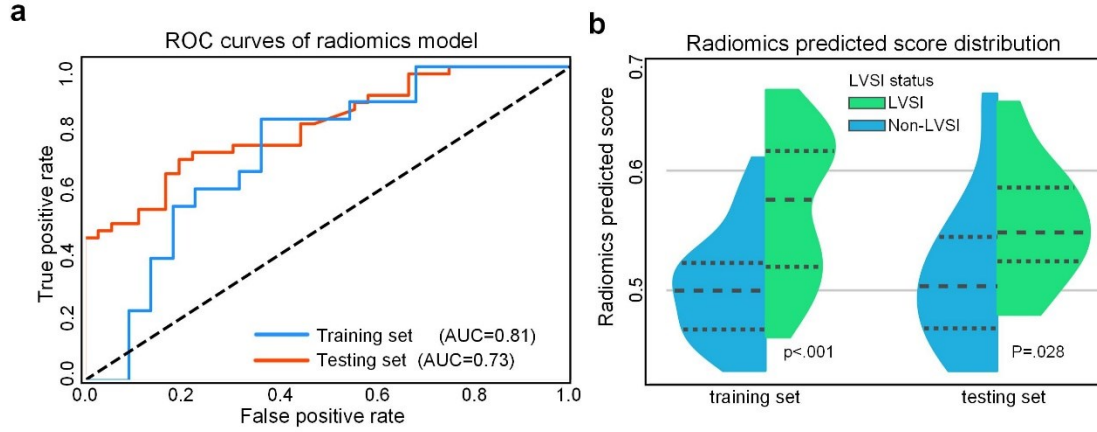 a
ROC curves of radiomics model
True positive rate
1.0
0.8
0.6
0.4
0.2
0.0
Training set (AUC=0.81)
Testing set (AUC=0.73)
0.0 0.2 0.4 0.6 0.8 1.0
False positive rate
b
Radiomics predicted score distribution
Radiomics predicted score
0.7
0.6
0.5
LVSI status
LVSI
Non-LVSI
p<.001
P=.028
training set
testing set